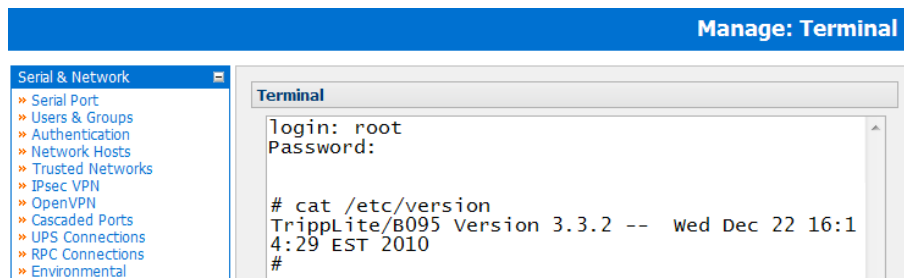 Manage: Terminal
Serial & Network
» Serial Port
» Users & Groups
» Authentication
» Network Hosts
» Trusted Networks
» IPsec VPN
» OpenVPN
» Cascaded Ports
» UPS Connections
» RPC Connections
» Environmental
Terminal
login: root
Password:
# cat /etc/version
TrippLite/B095 Version 3.3.2 --  Wed Dec 22 16:1
4:29 EST 2010
#